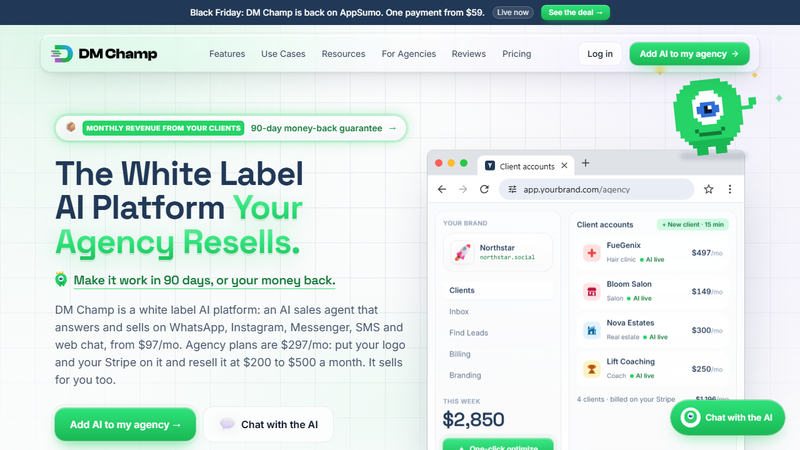 Black Friday: DM Champ is back on AppSumo. One payment from $59. Live now See the deal →
DM Champ
Features Use Cases Resources For Agencies Reviews Pricing
Log in
Add AI to my agency →
MONTHLY REVENUE FROM YOUR CLIENTS 90-day money-back guarantee →
The White Label
AI Platform Your
Agency Resells.
Make it work in 90 days, or your money back.
DM Champ is a white label AI platform: an AI sales agent that
answers and sells on WhatsApp, Instagram, Messenger, SMS and
web chat, from $97/mo. Agency plans are $297/mo: put your logo
and your Stripe on it and resell it at $200 to $500 a month. It sells
for you too.
Add AI to my agency →
Chat with the AI
Y Client accounts
app.yourbrand.com/agency
YOUR BRAND
Northstar
northstar.social
Clients
Inbox
Find Leads
Billing
Branding
THIS WEEK
$2,850
One-click optimize
Client accounts + New client · 15 min
FueGenix
Hair clinic AI live
$497/mo
Bloom Salon
Salon AI live
$149/mo
Nova Estates
Real estate AI live
$300/mo
Lift Coaching
Coach AI live
$250/mo
4 clients · billed on your Stripe $1,196/mo
Chat with the AI